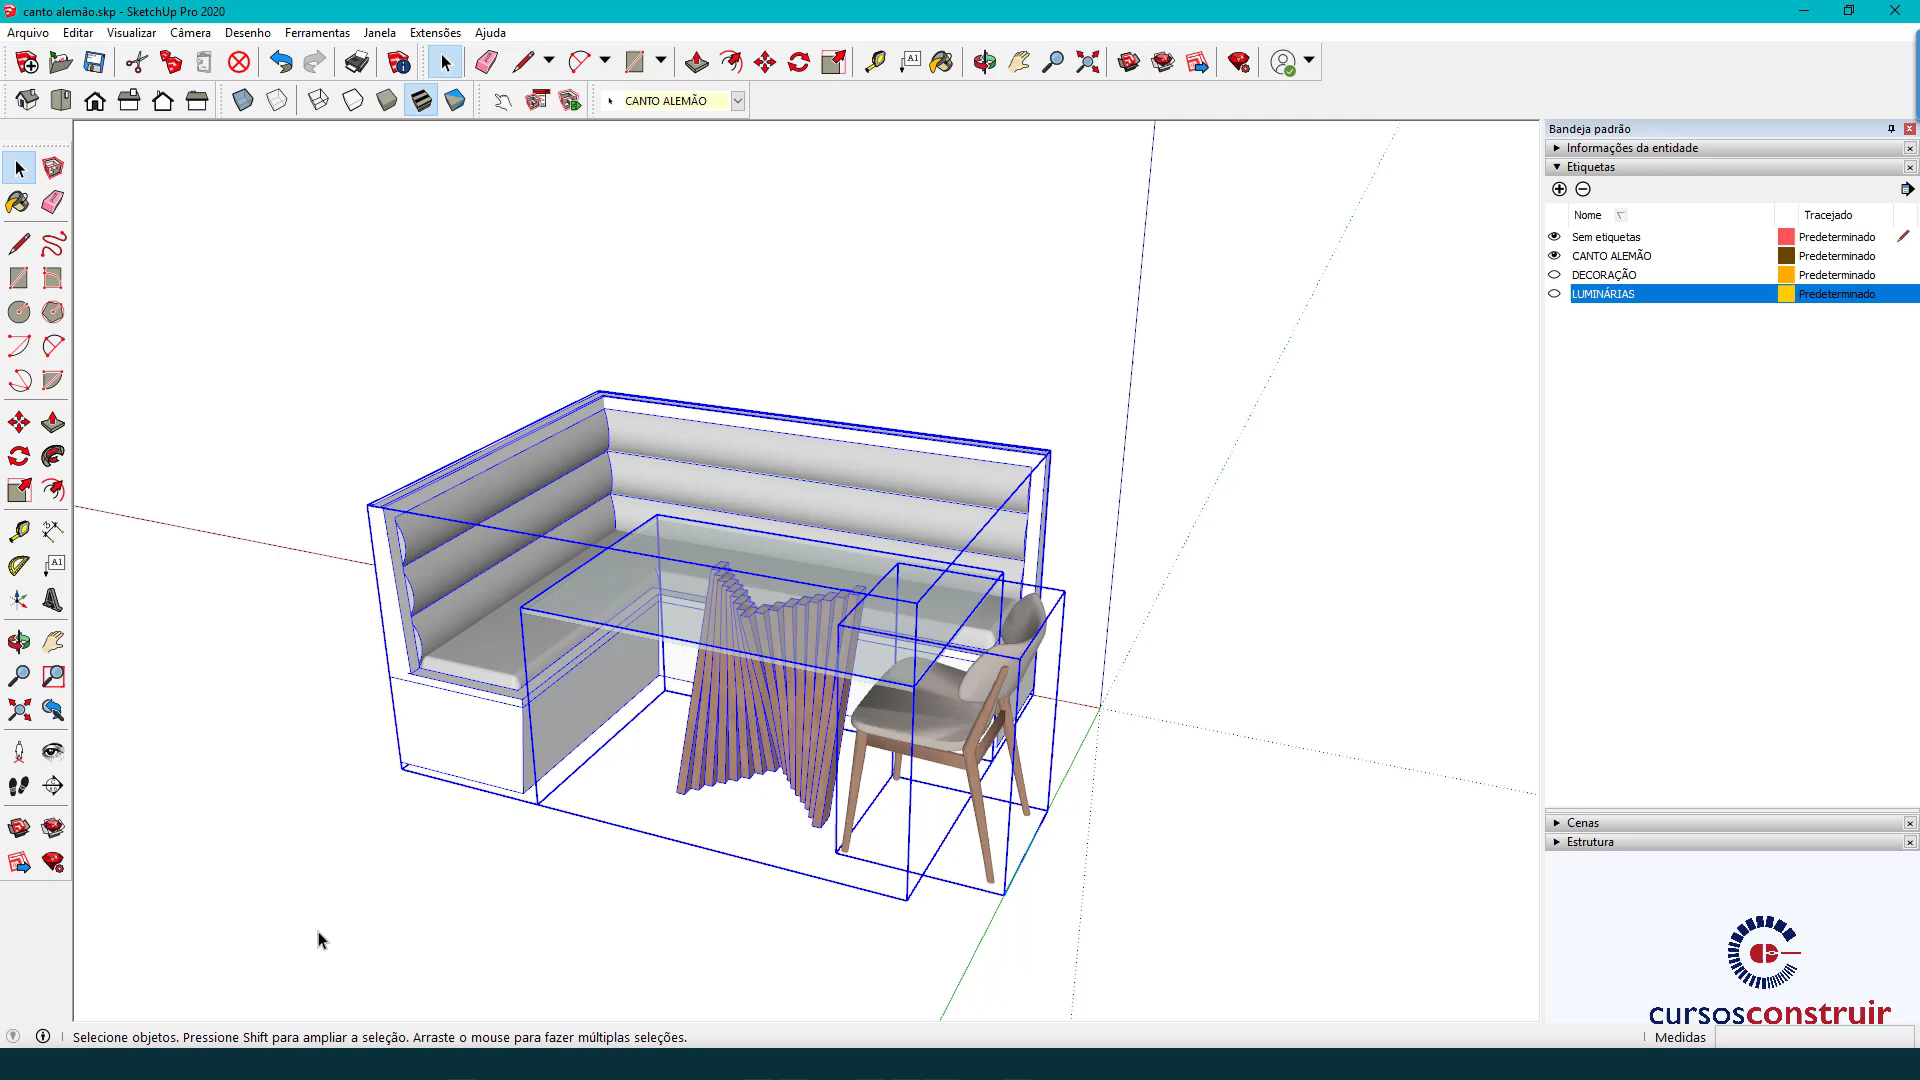 canto alemão.skp - SketchUp Pro 2020
Arquivo Editar Visualizar Câmera Desenho Ferramentas Janela Extensões Ajuda
A1
CANTO ALEMÃO
Bandeja padrão
Informações da entidade
Etiquetas
Nome Tracejado
Sem etiquetas Predeterminado
CANTO ALEMÃO Predeterminado
DECORAÇÃO Predeterminado
LUMINÁRIAS Predeterminado
A1
Cenas
Estrutura
cursosconstruir
Selecione objetos. Pressione Shift para ampliar a seleção. Arraste o mouse para fazer múltiplas seleções.
Medidas